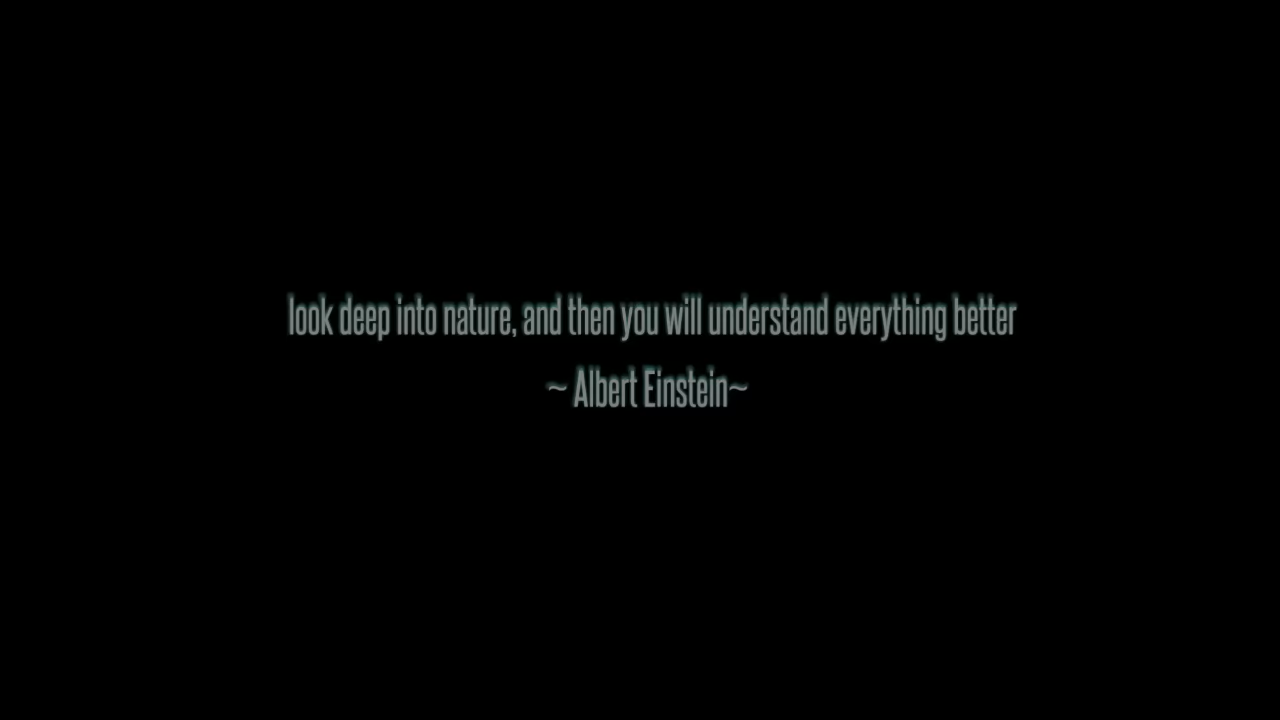 look deep into nature, and then you will understand everything better
~ Albert Einstein~